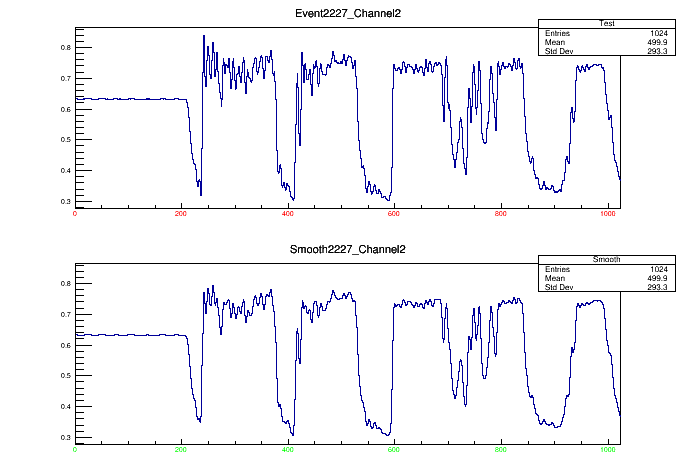 Event2227_Channel2
Test
Entries 1024
Mean 499.9
Std Dev 293.3
0.8
0.7
0.6
0.5
0.4
0.3
0 200 400 600 800 1000
Smooth2227_Channel2
Smooth
Entries 1024
Mean 499.9
Std Dev 293.3
0.8
0.7
0.6
0.5
0.4
0.3
0 200 400 600 800 1000